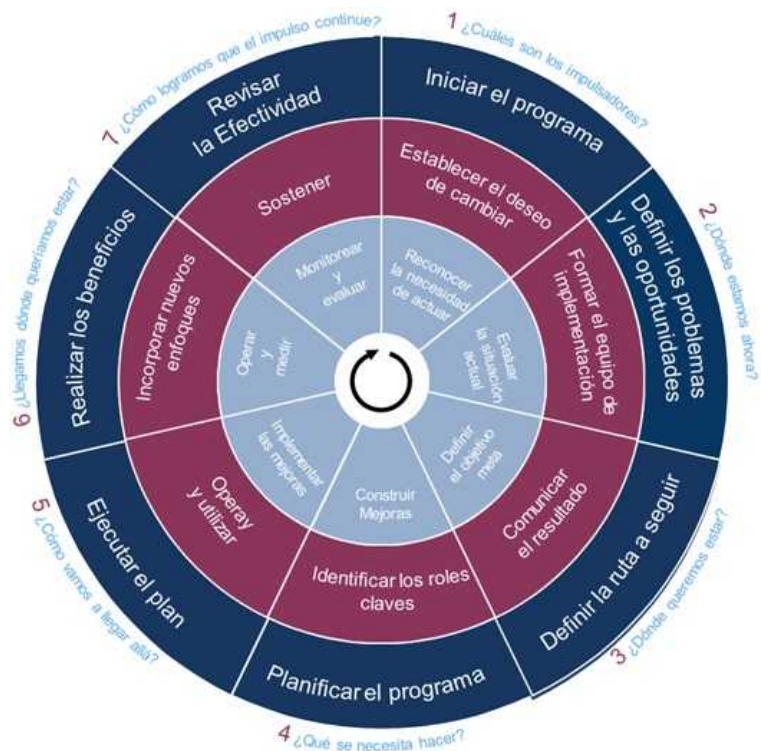 1 ¿Cuáles son los impulsadores?
Iniciar el programa
Establecer el deseo
de cambiar
Reconocer
la necesidad
de actuar
2 ¿Dónde estamos ahora?
Definir los problemas
y las oportunidades
Formar el equipo de
implementación
Evaluar
la situación
actual
3 ¿Dónde queremos estar?
Definir la ruta a seguir
Comunicar
el resultado
Definir
el objetivo
meta
4 ¿Qué se necesita hacer?
Planificar el programa
Identificar los roles
claves
Construir
Mejoras
5 ¿Cómo vamos a llegar allá?
Ejecutar el plan
Operay
y utilizar
Implementar
las mejoras
6 ¿Llegamos dónde queríamos estar?
Realizar los beneficios
Incorporar nuevos
enfoques
Operar
y
medir
7 ¿Cómo logramos que el impulso continue?
Revisar
la Efectividad
Sostener
Monitorear
y
evaluar